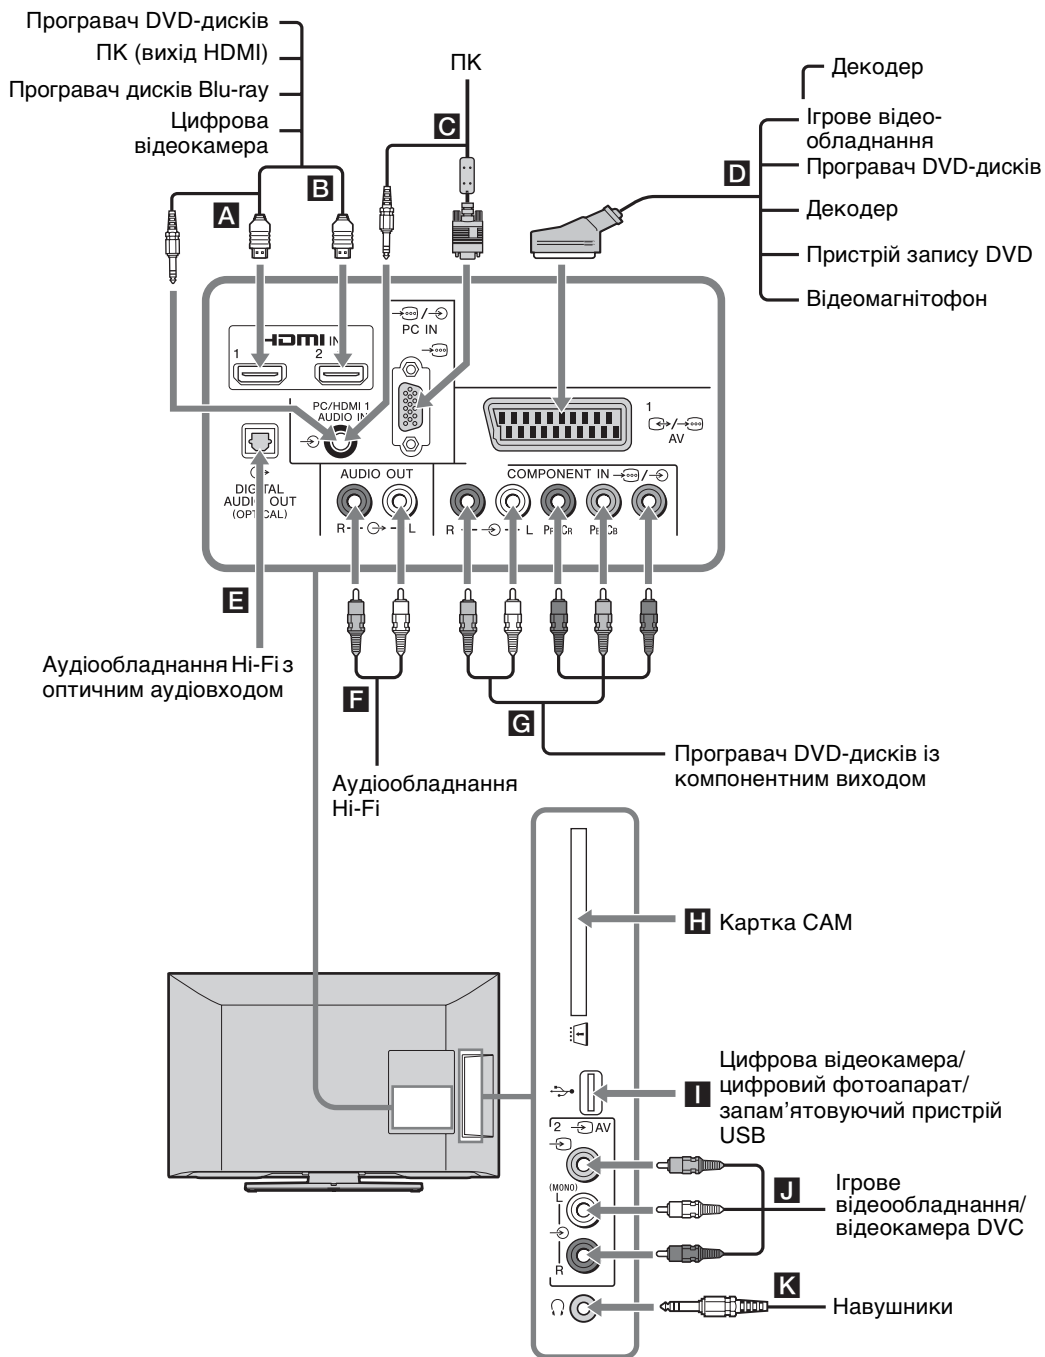 Програвач DVD-дисків
ПК (вихід HDMI)
Програвач дисків Blu-ray
Цифрова
відеокамера
ПК
Декодер
Ігрове відео-
обладнання
Програвач DVD-дисків
Декодер
Пристрій запису DVD
Відеомагнітофон
A
B
C
D
HDMI IN
1
2
PC IN
PC/HDMI 1
AUDIO IN
1
AV
DIGITAL
AUDIO OUT
(OPTICAL)
AUDIO OUT
R
L
COMPONENT IN
R
L
PR/CR
PB/CB
E
Аудіообладнання Hi-Fi з
оптичним аудіовходом
F
Аудіообладнання
Hi-Fi
G
Програвач DVD-дисків із
компонентним виходом
H Картка CAM
I
Цифрова відеокамера/
цифровий фотоапарат/
запам’ятовуючий пристрій
USB
2 AV
(MONO)
L
R
J
Ігрове
відеообладнання/
відеокамера DVC
K
Навушники